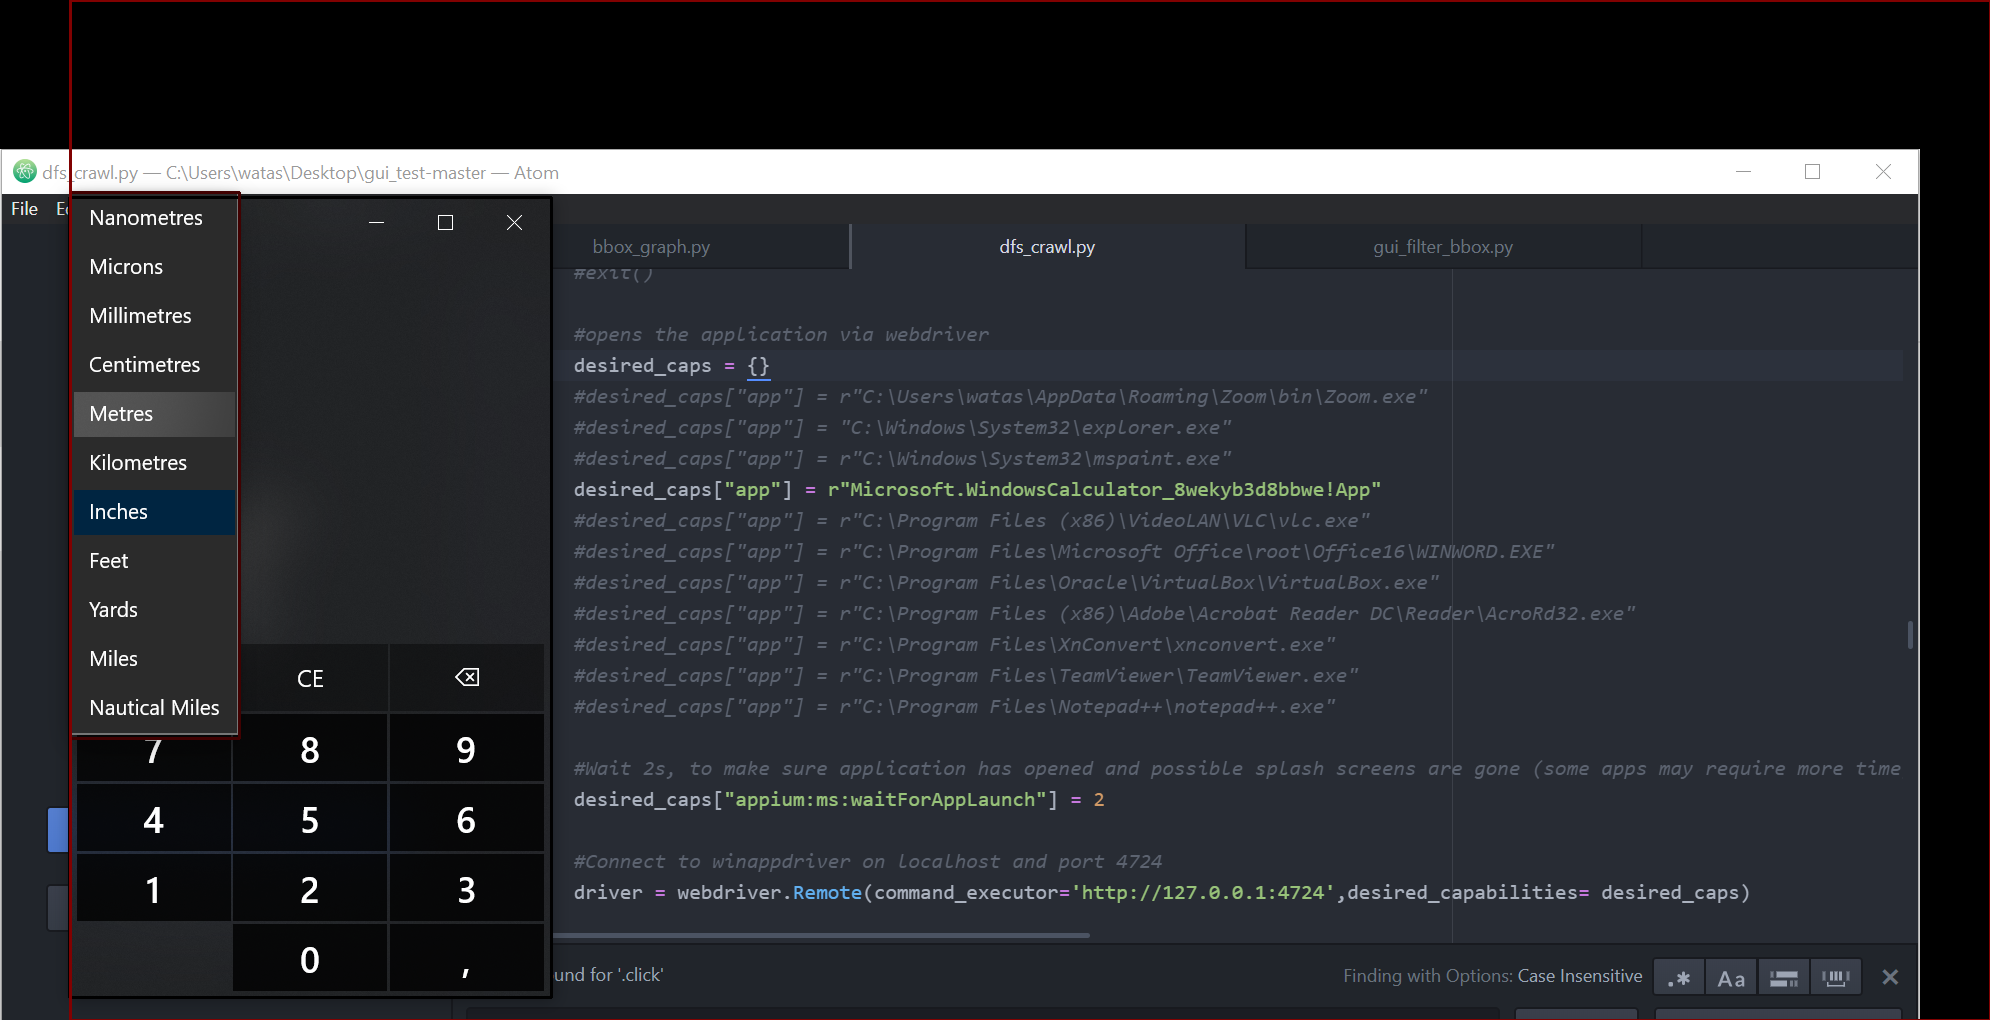 dfs_crawl.py — C:\Users\watas\Desktop\gui_test-master — Atom
File
Nanometres
Microns
Millimetres
Centimetres
Metres
Kilometres
Inches
Feet
Yards
Miles
Nautical Miles
CE
7 8 9
4 5 6
1 2 3
0 ,
bbox_graph.py dfs_crawl.py gui_filter_bbox.py
#exit()
#opens the application via webdriver
desired_caps = {}
#desired_caps["app"] = r"C:\Users\watas\AppData\Roaming\Zoom\bin\Zoom.exe"
#desired_caps["app"] = "C:\Windows\System32\explorer.exe"
#desired_caps["app"] = r"C:\Windows\System32\mspaint.exe"
desired_caps["app"] = r"Microsoft.WindowsCalculator_8wekyb3d8bbwe!App"
#desired_caps["app"] = r"C:\Program Files (x86)\VideoLAN\VLC\vlc.exe"
#desired_caps["app"] = r"C:\Program Files\Microsoft Office\root\Office16\WINWORD.EXE"
#desired_caps["app"] = r"C:\Program Files\Oracle\VirtualBox\VirtualBox.exe"
#desired_caps["app"] = r"C:\Program Files (x86)\Adobe\Acrobat Reader DC\Reader\AcroRd32.exe"
#desired_caps["app"] = r"C:\Program Files\XnConvert\xnconvert.exe"
#desired_caps["app"] = r"C:\Program Files\TeamViewer\TeamViewer.exe"
#desired_caps["app"] = r"C:\Program Files\Notepad++\notepad++.exe"
#Wait 2s, to make sure application has opened and possible splash screens are gone (some apps may require more time
desired_caps["appium:ms:waitForAppLaunch"] = 2
#Connect to winappdriver on localhost and port 4724
driver = webdriver.Remote(command_executor='http://127.0.0.1:4724',desired_capabilities= desired_caps)
for '.click'
Finding with Options: Case Insensitive
.* Aa